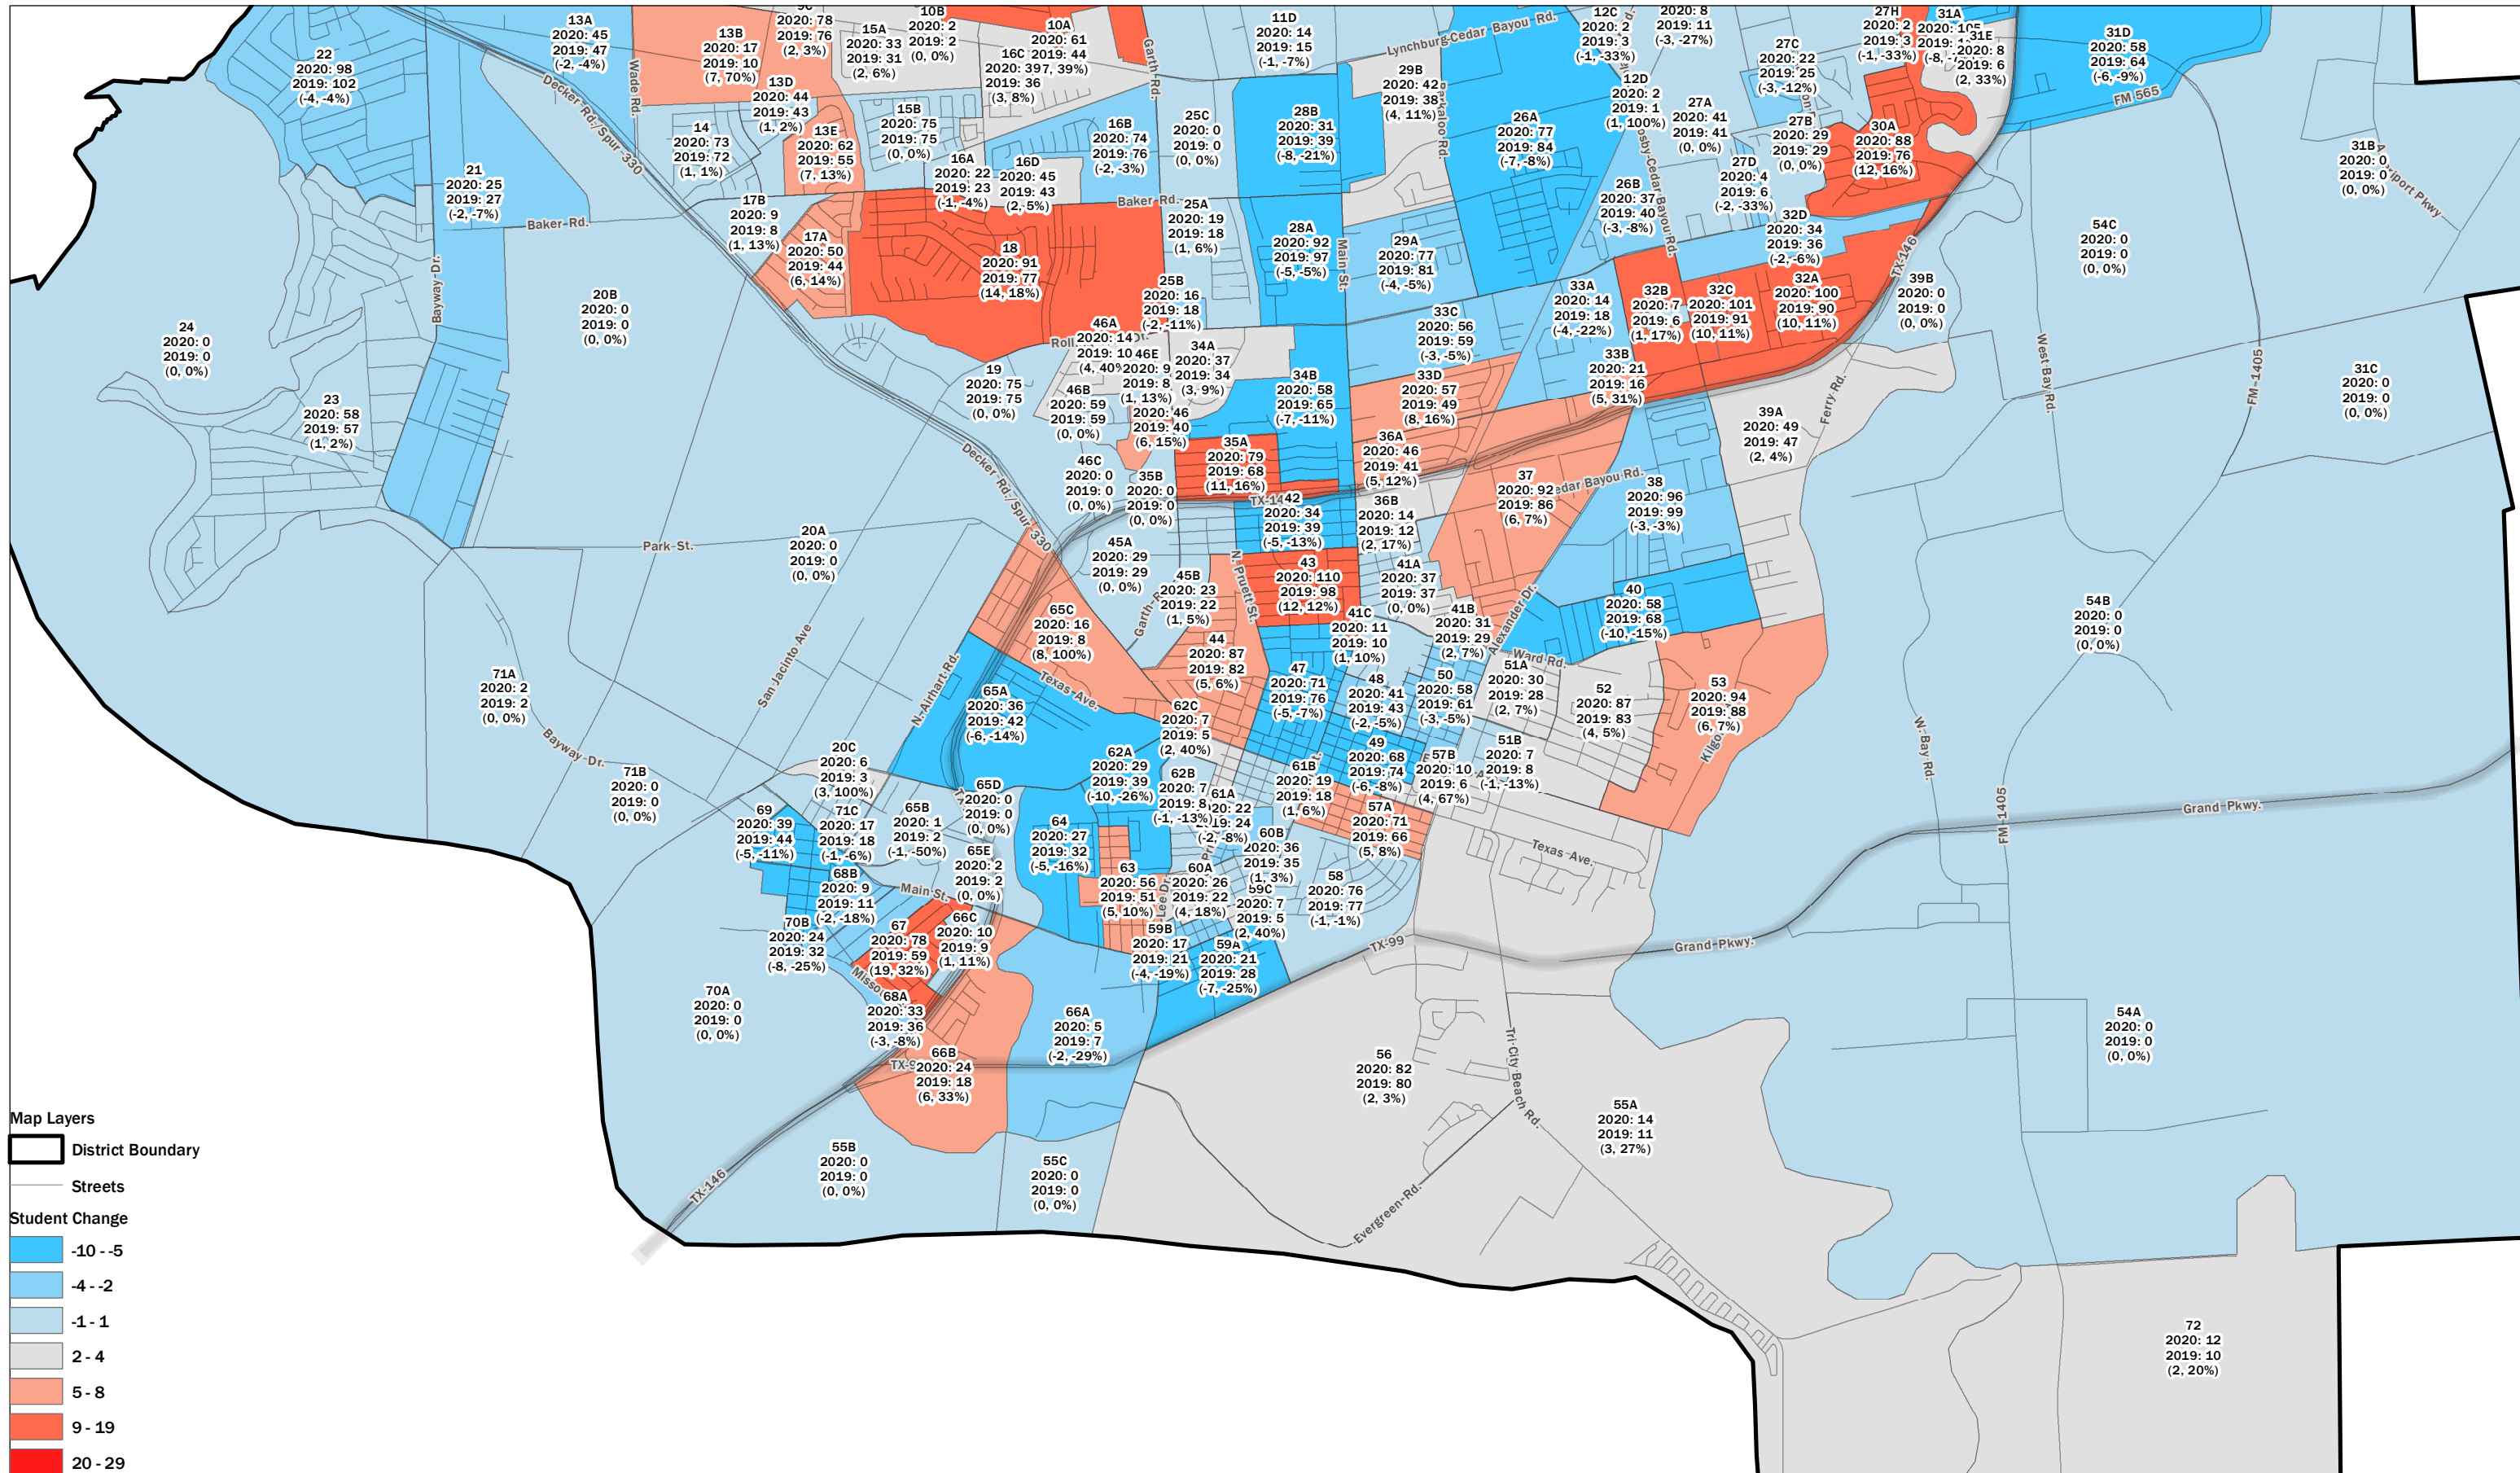 22
2020: 98
2019: 102
(-4, -4%)
13A
2020: 45
2019: 47
(-2, -4%)
13B
2020: 17
2019: 10
(7, 70%)
2020: 78
2019: 76
(2, 3%)
15A
2020: 33
2019: 31
(2, 6%)
10B
2020: 2
2019: 2
(0, 0%)
10A
2020: 61
2019: 44
16C
2020: 39
2019: 36
(3, 8%)
7, 39%)
Garth Rd.
11D
2020: 14
2019: 15
(-1, -7%)
Lynchburg-Cedar Bayou Rd.
12C
2020: 2
2019: 3
(-1, -33%)
2020: 8
2019: 11
(-3, -27%)
27H
2020: 2
2019: 3
(-1, -33%)
31A
31E
2020: 8
2019: 6
(2, 33%)
31D
2020: 58
2019: 64
(-6, -9%)
FM 565
Decker Rd./Spur 330
Wade Rd.
13D
2020: 44
2019: 43
(1, 2%)
14
2020: 73
2019: 72
(1, 1%)
13E
2020: 62
2019: 55
(7, 13%)
15B
2020: 75
2019: 75
(0, 0%)
16A
2020: 22
2019: 23
(-1, -4%)
16D
2020: 45
2019: 43
(2, 5%)
16B
2020: 74
2019: 76
(-2, -3%)
25C
2020: 0
2019: 0
(0, 0%)
28B
2020: 31
2019: 39
(-8, -21%)
29B
2020: 42
2019: 38
(4, 11%)
26A
2020: 77
2019: 84
(-7, -8%)
12D
2020: 2
2019: 1
(1, 100%)
27A
2020: 41
2019: 41
(0, 0%)
27C
2020: 22
2019: 25
(-3, -12%)
27B
2020: 29
2019: 29
(0, 0%)
27D
2020: 4
2019: 6
(-2, -33%)
30A
2020: 88
2019: 76
(12, 16%)
31B
2020: 0
2019: 0
(0, 0%)
21
2020: 25
2019: 27
(-2, -7%)
Baker Rd.
17B
2020: 9
2019: 8
(1, 13%)
17A
2020: 50
2019: 44
(6, 14%)
18
2020: 91
2019: 77
(14, 18%)
Baker Rd.
25A
2020: 19
2019: 18
(1, 6%)
28A
2020: 92
2019: 97
(-5, -5%)
Main St.
29A
2020: 77
2019: 81
(-4, -5%)
26B
2020: 37
2019: 40
(-3, -8%)
32D
2020: 34
2019: 36
(-2, -6%)
TX-146
54C
2020: 0
2019: 0
(0, 0%)
Bayway Dr.
20B
2020: 0
2019: 0
(0, 0%)
24
2020: 0
2019: 0
(0, 0%)
25B
2020: 16
2019: 18
(-2, -11%)
33A
2020: 14
2019: 18
(-4, -22%)
32B
2020: 7
2019: 6
(1, 17%)
32C
2020: 101
2019: 91
(10, 11%)
32A
2020: 100
2019: 90
(10, 11%)
39B
2020: 0
2019: 0
(0, 0%)
33C
2020: 56
2019: 59
(-3, -5%)
46A
2020: 14
2019: 10
(4, 40%
46E
2020: 9
2019: 8
(1, 13%)
34A
2020: 37
2019: 34
(3, 9%)
33B
2020: 21
2019: 16
(5, 31%)
West Bay Rd.
FM-1405
31C
2020: 0
2019: 0
(0, 0%)
19
2020: 75
2019: 75
(0, 0%)
46B
2020: 59
2019: 59
(0, 0%)
2020: 46
2019: 40
(6, 15%)
34B
2020: 58
2019: 65
(-7, -11%)
33D
2020: 57
2019: 49
(8, 16%)
Ferry Rd.
23
2020: 58
2019: 57
(1, 2%)
39A
2020: 49
2019: 47
(2, 4%)
35A
2020: 79
2019: 68
(11, 16%)
36A
2020: 46
2019: 41
(5, 12%)
Decker Rd./Spur 330
46C
2020: 0
2019: 0
(0, 0%)
35B
2020: 0
2019: 0
(0, 0%)
42
2020: 34
2019: 39
(-5, -13%)
36B
2020: 14
2019: 12
(2, 17%)
37
2020: 92
2019: 86
(6, 7%)
38
2020: 96
2019: 99
(-3, -3%)
Park St.
20A
2020: 0
2019: 0
(0, 0%)
45A
2020: 29
2019: 29
(0, 0%)
N. Pruett St.
43
2020: 110
2019: 98
(12, 12%)
41A
2020: 37
2019: 37
(0, 0%)
45B
2020: 23
2019: 22
(1, 5%)
65C
2020: 16
2019: 8
(8, 100%)
41C
2020: 11
2019: 10
(1, 10%)
41B
2020: 31
2019: 29
(2, 7%)
Alexander Dr.
40
2020: 58
2019: 68
(-10, -15%)
54B
2020: 0
2019: 0
(0, 0%)
San Jacinto Ave
N. Airhart Rd.
44
2020: 87
2019: 82
(5, 6%)
Ward Rd.
71A
2020: 2
2019: 2
(0, 0%)
65A
2020: 36
2019: 42
(-6, -14%)
Texas Ave.
47
2020: 71
2019: 76
(-5, -7%)
48
2020: 41
2019: 43
(-2, -5%)
50
2020: 58
2019: 61
(-3, -5%)
51A
2020: 30
2019: 28
(2, 7%)
52
2020: 87
2019: 83
(4, 5%)
53
2020: 94
2019: 88
(6, 7%)
62C
2020: 7
2019: 5
(2, 40%)
Bayway Dr.
71B
2020: 0
2019: 0
(0, 0%)
20C
2020: 6
2019: 3
(3, 100%)
62A
2020: 29
2019: 39
(-10, -26%)
62B
2020: 7
2019: 8
(-1, -13%)
61B
2020: 19
2019: 18
(1, 6%)
49
2020: 68
2019: 74
(-6, -8%)
57B
2020: 10
2019: 6
(4, 67%)
51B
2020: 7
2019: 8
(-1, -13%)
W. Bay Rd.
FM-1405
Grand Pkwy.
69
2020: 39
2019: 44
(-5, -11%)
71C
2020: 17
2019: 18
(-1, -6%)
65B
2020: 1
2019: 2
(-1, -50%)
65D
2020: 0
2019: 0
(0, 0%)
64
2020: 27
2019: 32
(-5, -16%)
61A
(-2, -8%)
60B
2020: 36
2019: 35
(1, 3%)
57A
2020: 71
2019: 66
(5, 8%)
Texas Ave.
65E
2020: 2
2019: 2
(0, 0%)
68B
2020: 9
2019: 11
(-2, -18%)
Main St.
63
2020: 56
2019: 51
(5, 10%)
Lee Dr.
60A
2020: 26
2019: 22
(4, 18%)
59C
2020: 7
2019: 5
(2, 40%)
58
2020: 76
2019: 77
(-1, -1%)
70B
2020: 24
2019: 32
(-8, -25%)
67
2020: 78
2019: 59
(19, 32%)
66C
2020: 10
2019: 9
(1, 11%)
59B
2020: 17
2019: 21
(-4, -19%)
59A
2020: 21
2019: 28
(-7, -25%)
TX-99
Grand Pkwy.
70A
2020: 0
2019: 0
(0, 0%)
68A
2020: 33
2019: 36
(-3, -8%)
66A
2020: 5
2019: 7
(-2, -29%)
54A
2020: 0
2019: 0
(0, 0%)
66B
2020: 24
2019: 18
(6, 33%)
56
2020: 82
2019: 80
(2, 3%)
Tri City Beach Rd.
55A
2020: 14
2019: 11
(3, 27%)
55B
2020: 0
2019: 0
(0, 0%)
55C
2020: 0
2019: 0
(0, 0%)
TX-146
Evergreen Rd.
72
2020: 12
2019: 10
(2, 20%)
Map Layers
District Boundary
Streets
Student Change
-10 - -5
-4 - -2
-1 - 1
2 - 4
5 - 8
9 - 19
20 - 29